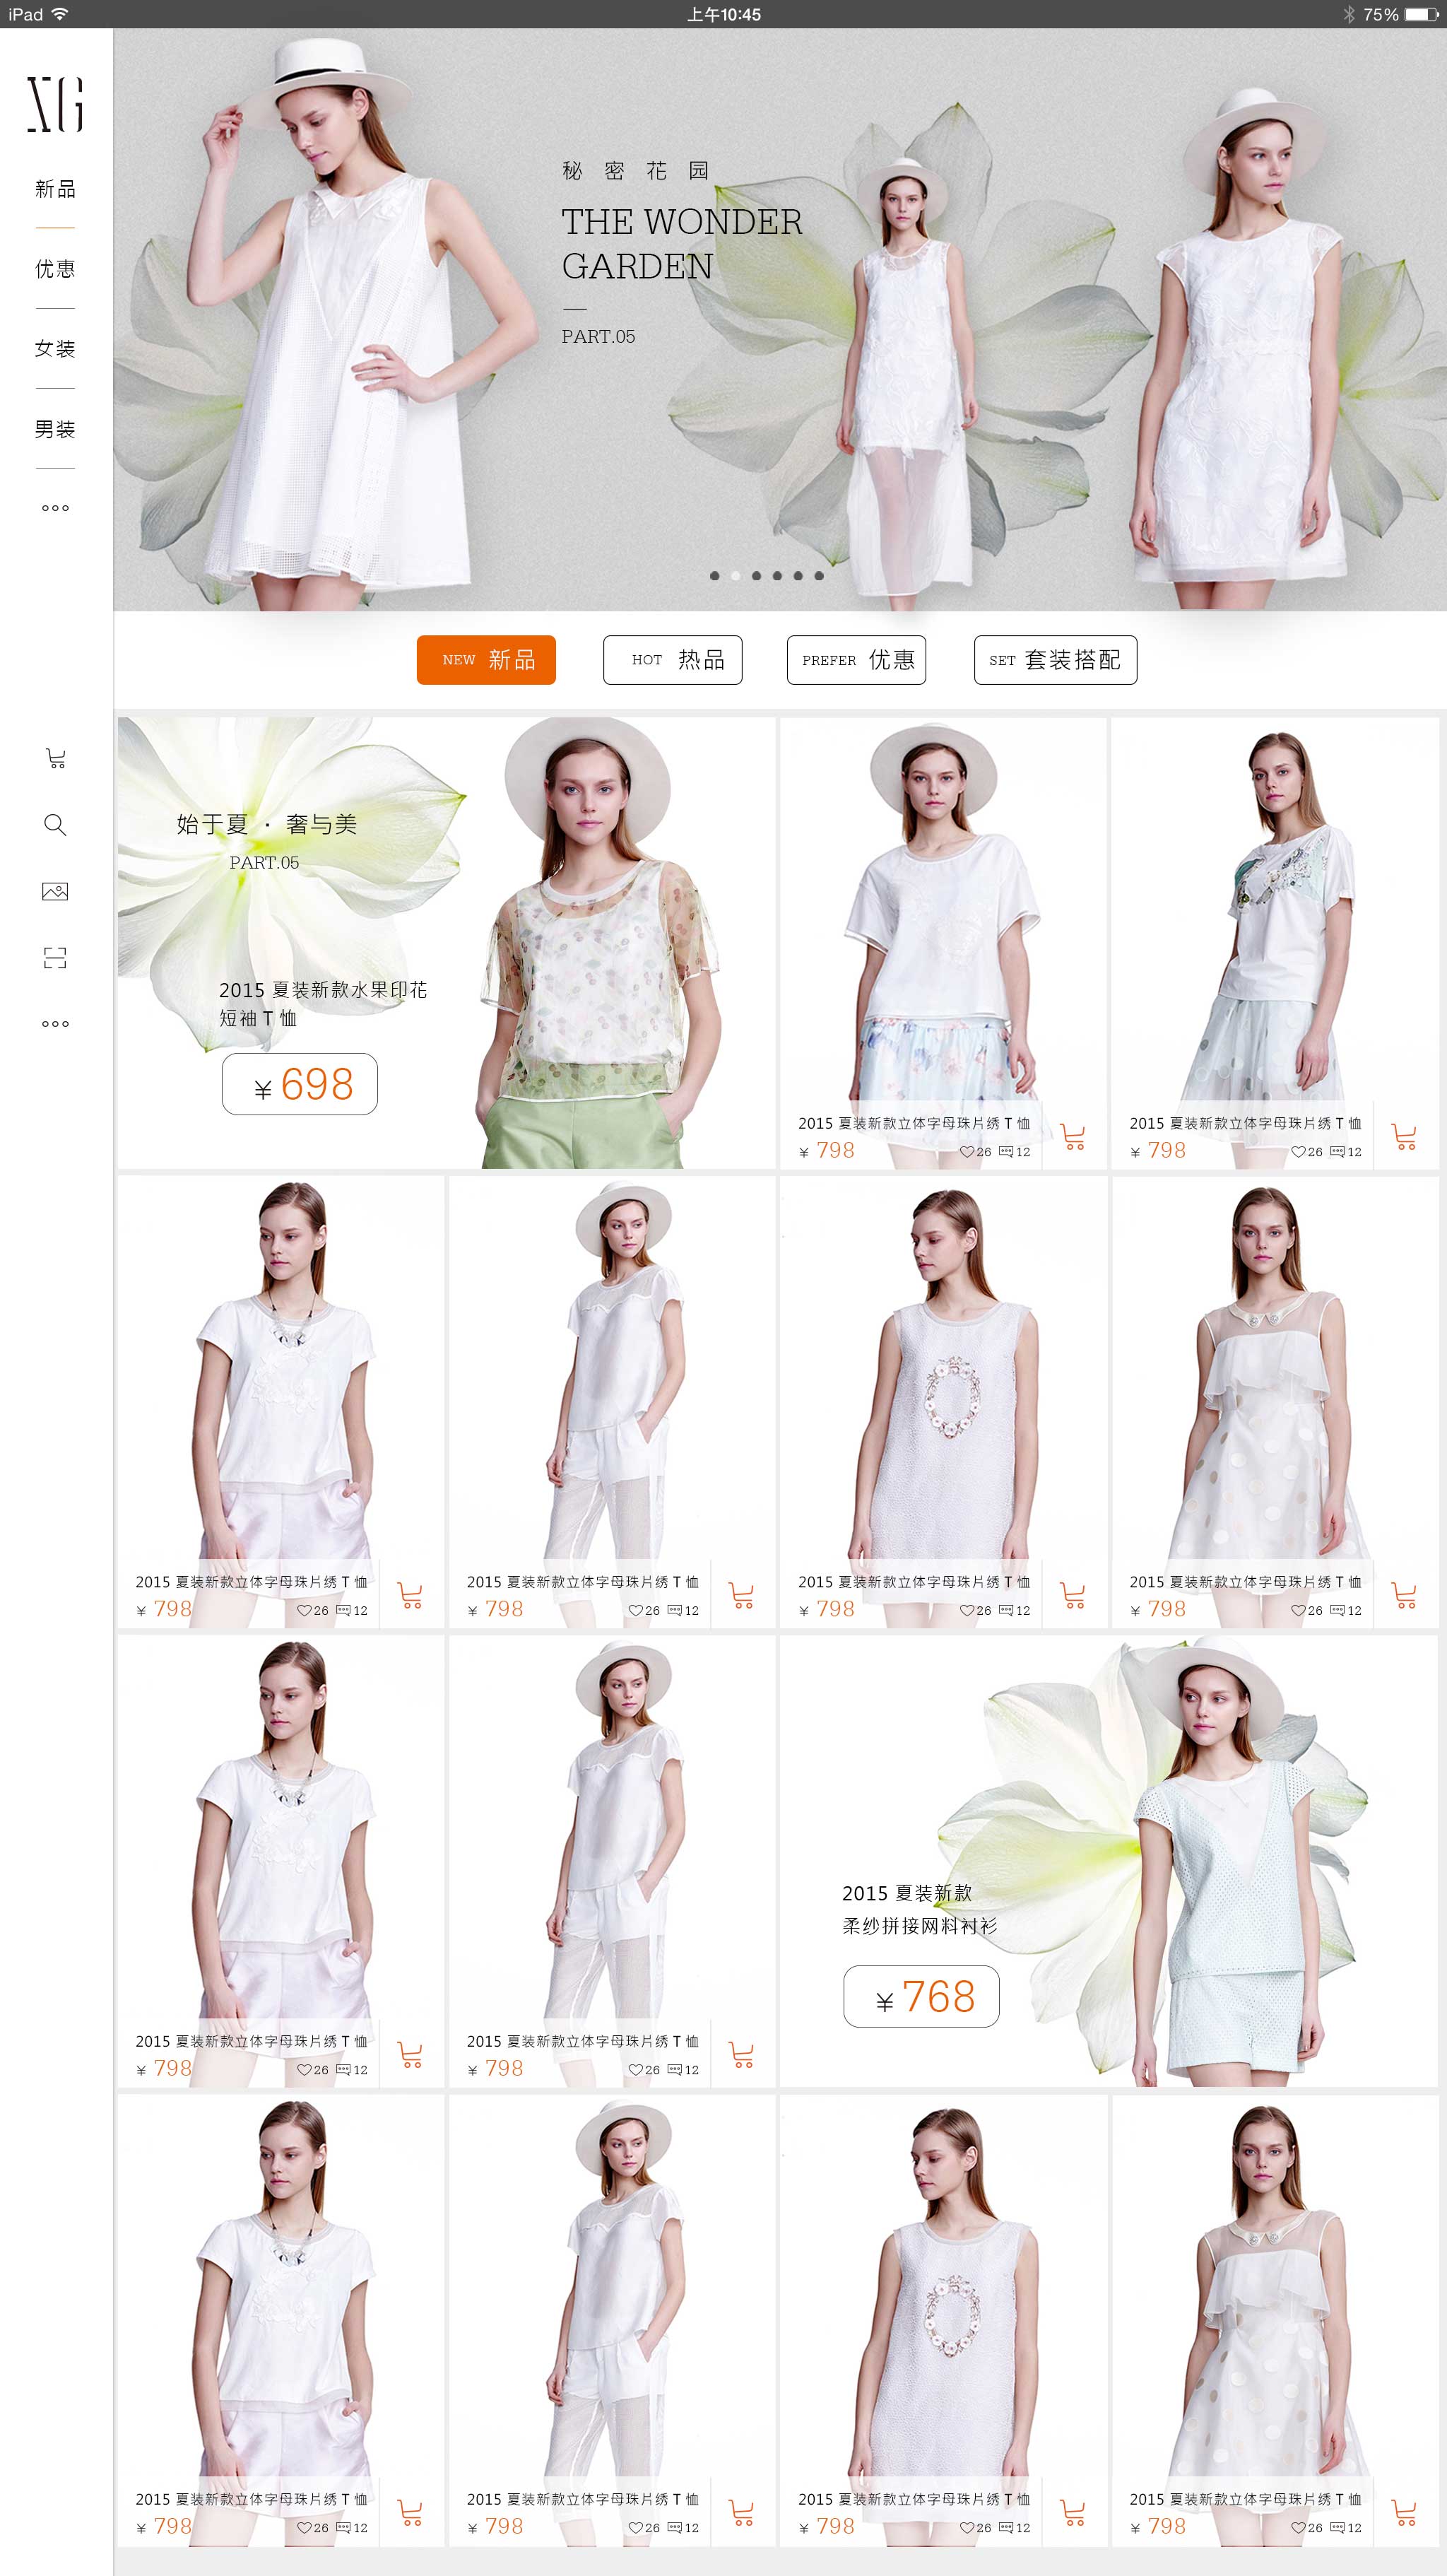 iPad
上午10:45
75%
新品
优惠
女装
男装
秘密花园
THE WONDER
GARDEN
PART.05
NEW 新品
HOT 热品
PREFER 优惠
SET 套装搭配
始于夏 · 奢与美
PART.05
2015 夏装新款水果印花
短袖 T 恤
¥ 698
2015 夏装新款立体字母珠片绣 T 恤
¥ 798 26 12
2015 夏装新款立体字母珠片绣 T 恤
¥ 798 26 12
2015 夏装新款立体字母珠片绣 T 恤
¥ 798 26 12
2015 夏装新款立体字母珠片绣 T 恤
¥ 798 26 12
2015 夏装新款立体字母珠片绣 T 恤
¥ 798 26 12
2015 夏装新款立体字母珠片绣 T 恤
¥ 798 26 12
2015 夏装新款立体字母珠片绣 T 恤
¥ 798 26 12
2015 夏装新款立体字母珠片绣 T 恤
¥ 798 26 12
2015 夏装新款
柔纱拼接网料衬衫
¥ 768
2015 夏装新款立体字母珠片绣 T 恤
¥ 798 26 12
2015 夏装新款立体字母珠片绣 T 恤
¥ 798 26 12
2015 夏装新款立体字母珠片绣 T 恤
¥ 798 26 12
2015 夏装新款立体字母珠片绣 T 恤
¥ 798 26 12